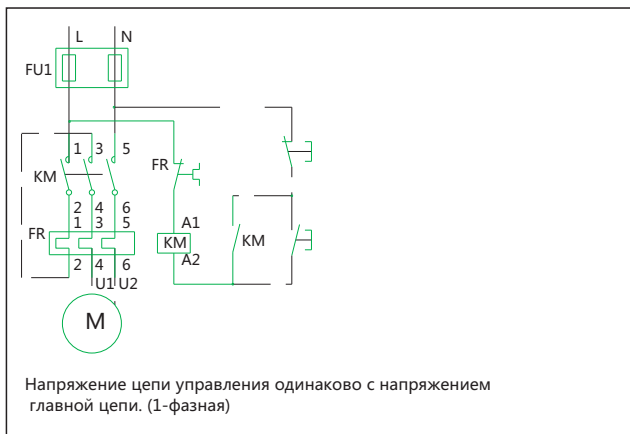 L N
FU1
1 3 5
KM
FR
2 4 6
1 3 5
A1
FR
KM
KM
A2
2 4 6
U1 U2
M
Напряжение цепи управления одинаково с напряжением
главной цепи. (1-фазная)